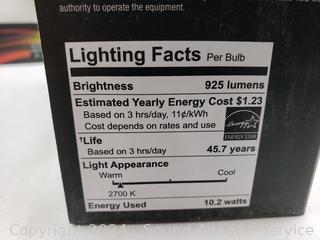 authority to operate the equipment.
Lighting Facts Per Bulb
Brightness 925 lumens
Estimated Yearly Energy Cost $1.23
Based on 3 hrs/day, 11¢/kWh
Cost depends on rates and use
ENERGY STAR
†Life
Based on 3 hrs/day 45.7 years
Light Appearance
Warm Cool
2700 K
Energy Used 10.2 watts